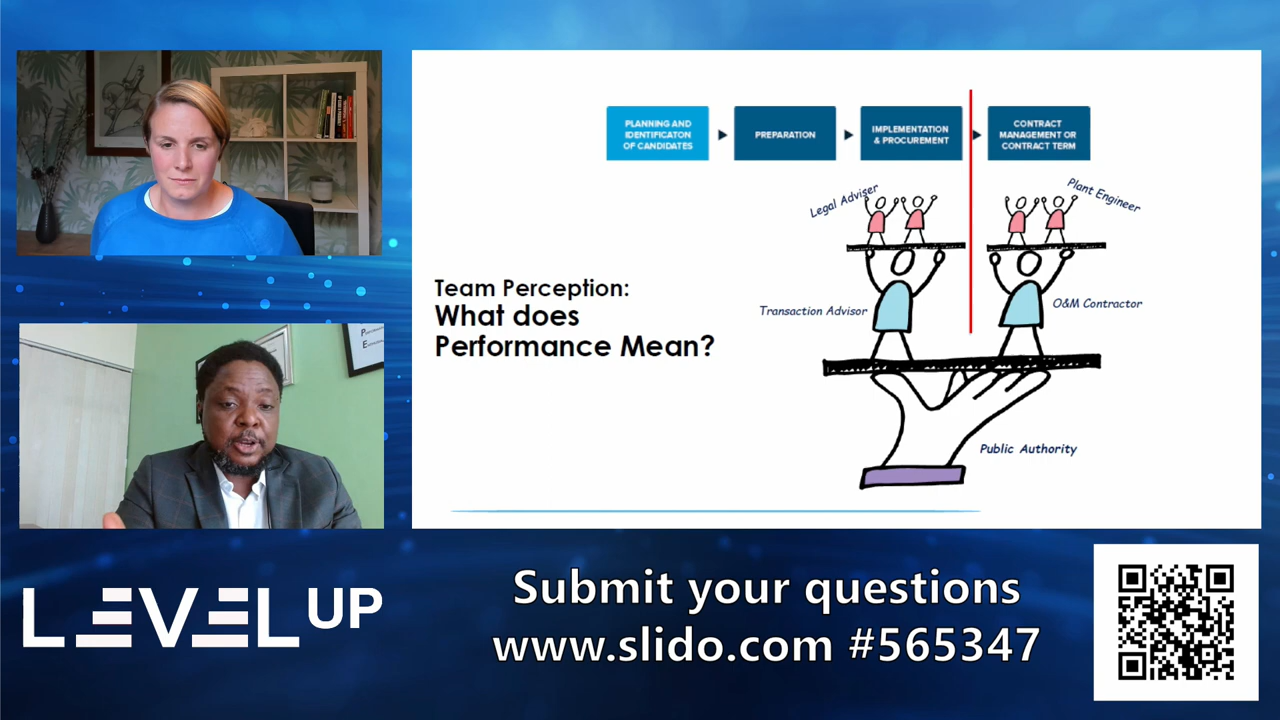 PLANNING AND
IDENTIFICATON
OF CANDIDATES
PREPARATION
IMPLEMENTATION
& PROCUREMENT
CONTRACT
MANAGEMENT OR
CONTRACT TERM
Legal Adviser
Plant Engineer
Team Perception:
What does
Performance Mean?
Transaction Advisor
O&M Contractor
Public Authority
LEVEL UP
Submit your questions
www.slido.com #565347